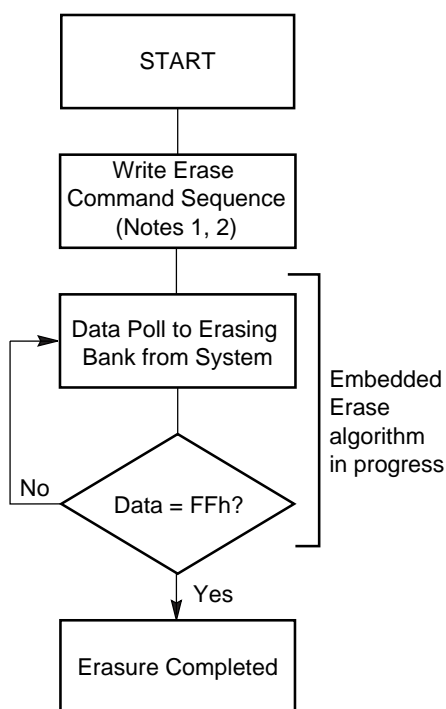 START
Write Erase
Command Sequence
(Notes 1, 2)
Data Poll to Erasing
Bank from System
Embedded
Erase
algorithm
in progress
No
Data = FFh?
Yes
Erasure Completed